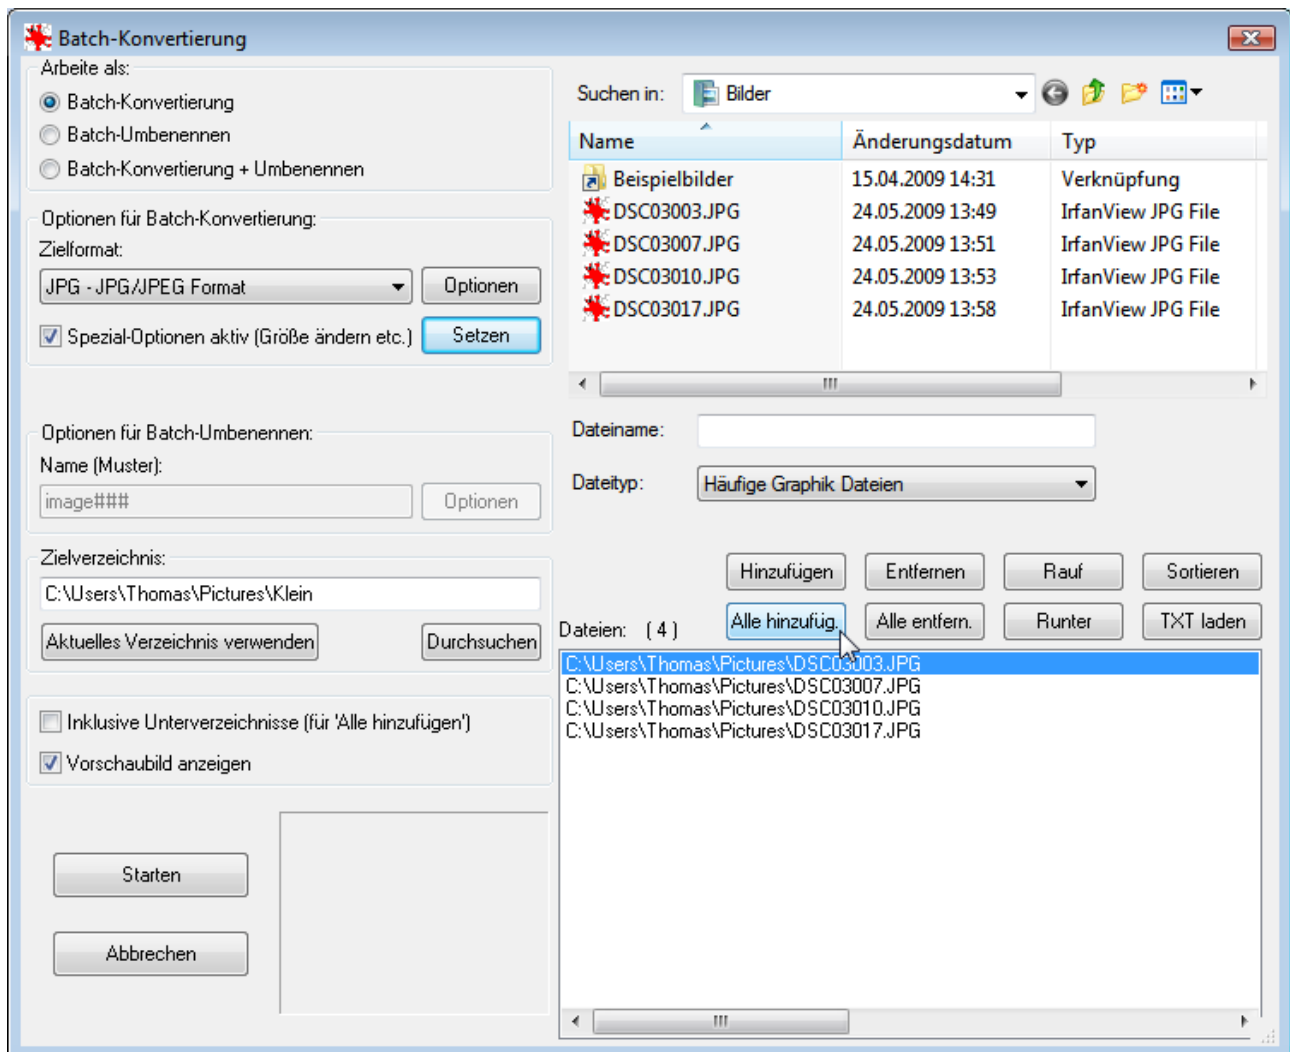 Batch-Konvertierung
Arbeite als:
Batch-Konvertierung
Batch-Umbenennen
Batch-Konvertierung + Umbenennen
Optionen für Batch-Konvertierung:
Zielformat:
JPG - JPG/JPEG Format
Optionen
Spezial-Optionen aktiv (Größe ändern etc.)
Setzen
Optionen für Batch-Umbenennen:
Name (Muster):
image###
Optionen
Zielverzeichnis:
C:\Users\Thomas\Pictures\Klein
Aktuelles Verzeichnis verwenden
Durchsuchen
Inklusive Unterverzeichnisse (für 'Alle hinzufügen')
Vorschaubild anzeigen
Starten
Abbrechen
Suchen in: Bilder
Name Änderungsdatum Typ
Beispielbilder 15.04.2009 14:31 Verknüpfung
DSC03003.JPG 24.05.2009 13:49 IrfanView JPG File
DSC03007.JPG 24.05.2009 13:51 IrfanView JPG File
DSC03010.JPG 24.05.2009 13:53 IrfanView JPG File
DSC03017.JPG 24.05.2009 13:58 IrfanView JPG File
Dateiname:
Dateityp: Häufige Graphik Dateien
Hinzufügen Entfernen Rauf Sortieren
Dateien: ( 4 ) Alle hinzufüg. Alle entfern. Runter TXT laden
C:\Users\Thomas\Pictures\DSC03003.JPG
C:\Users\Thomas\Pictures\DSC03007.JPG
C:\Users\Thomas\Pictures\DSC03010.JPG
C:\Users\Thomas\Pictures\DSC03017.JPG